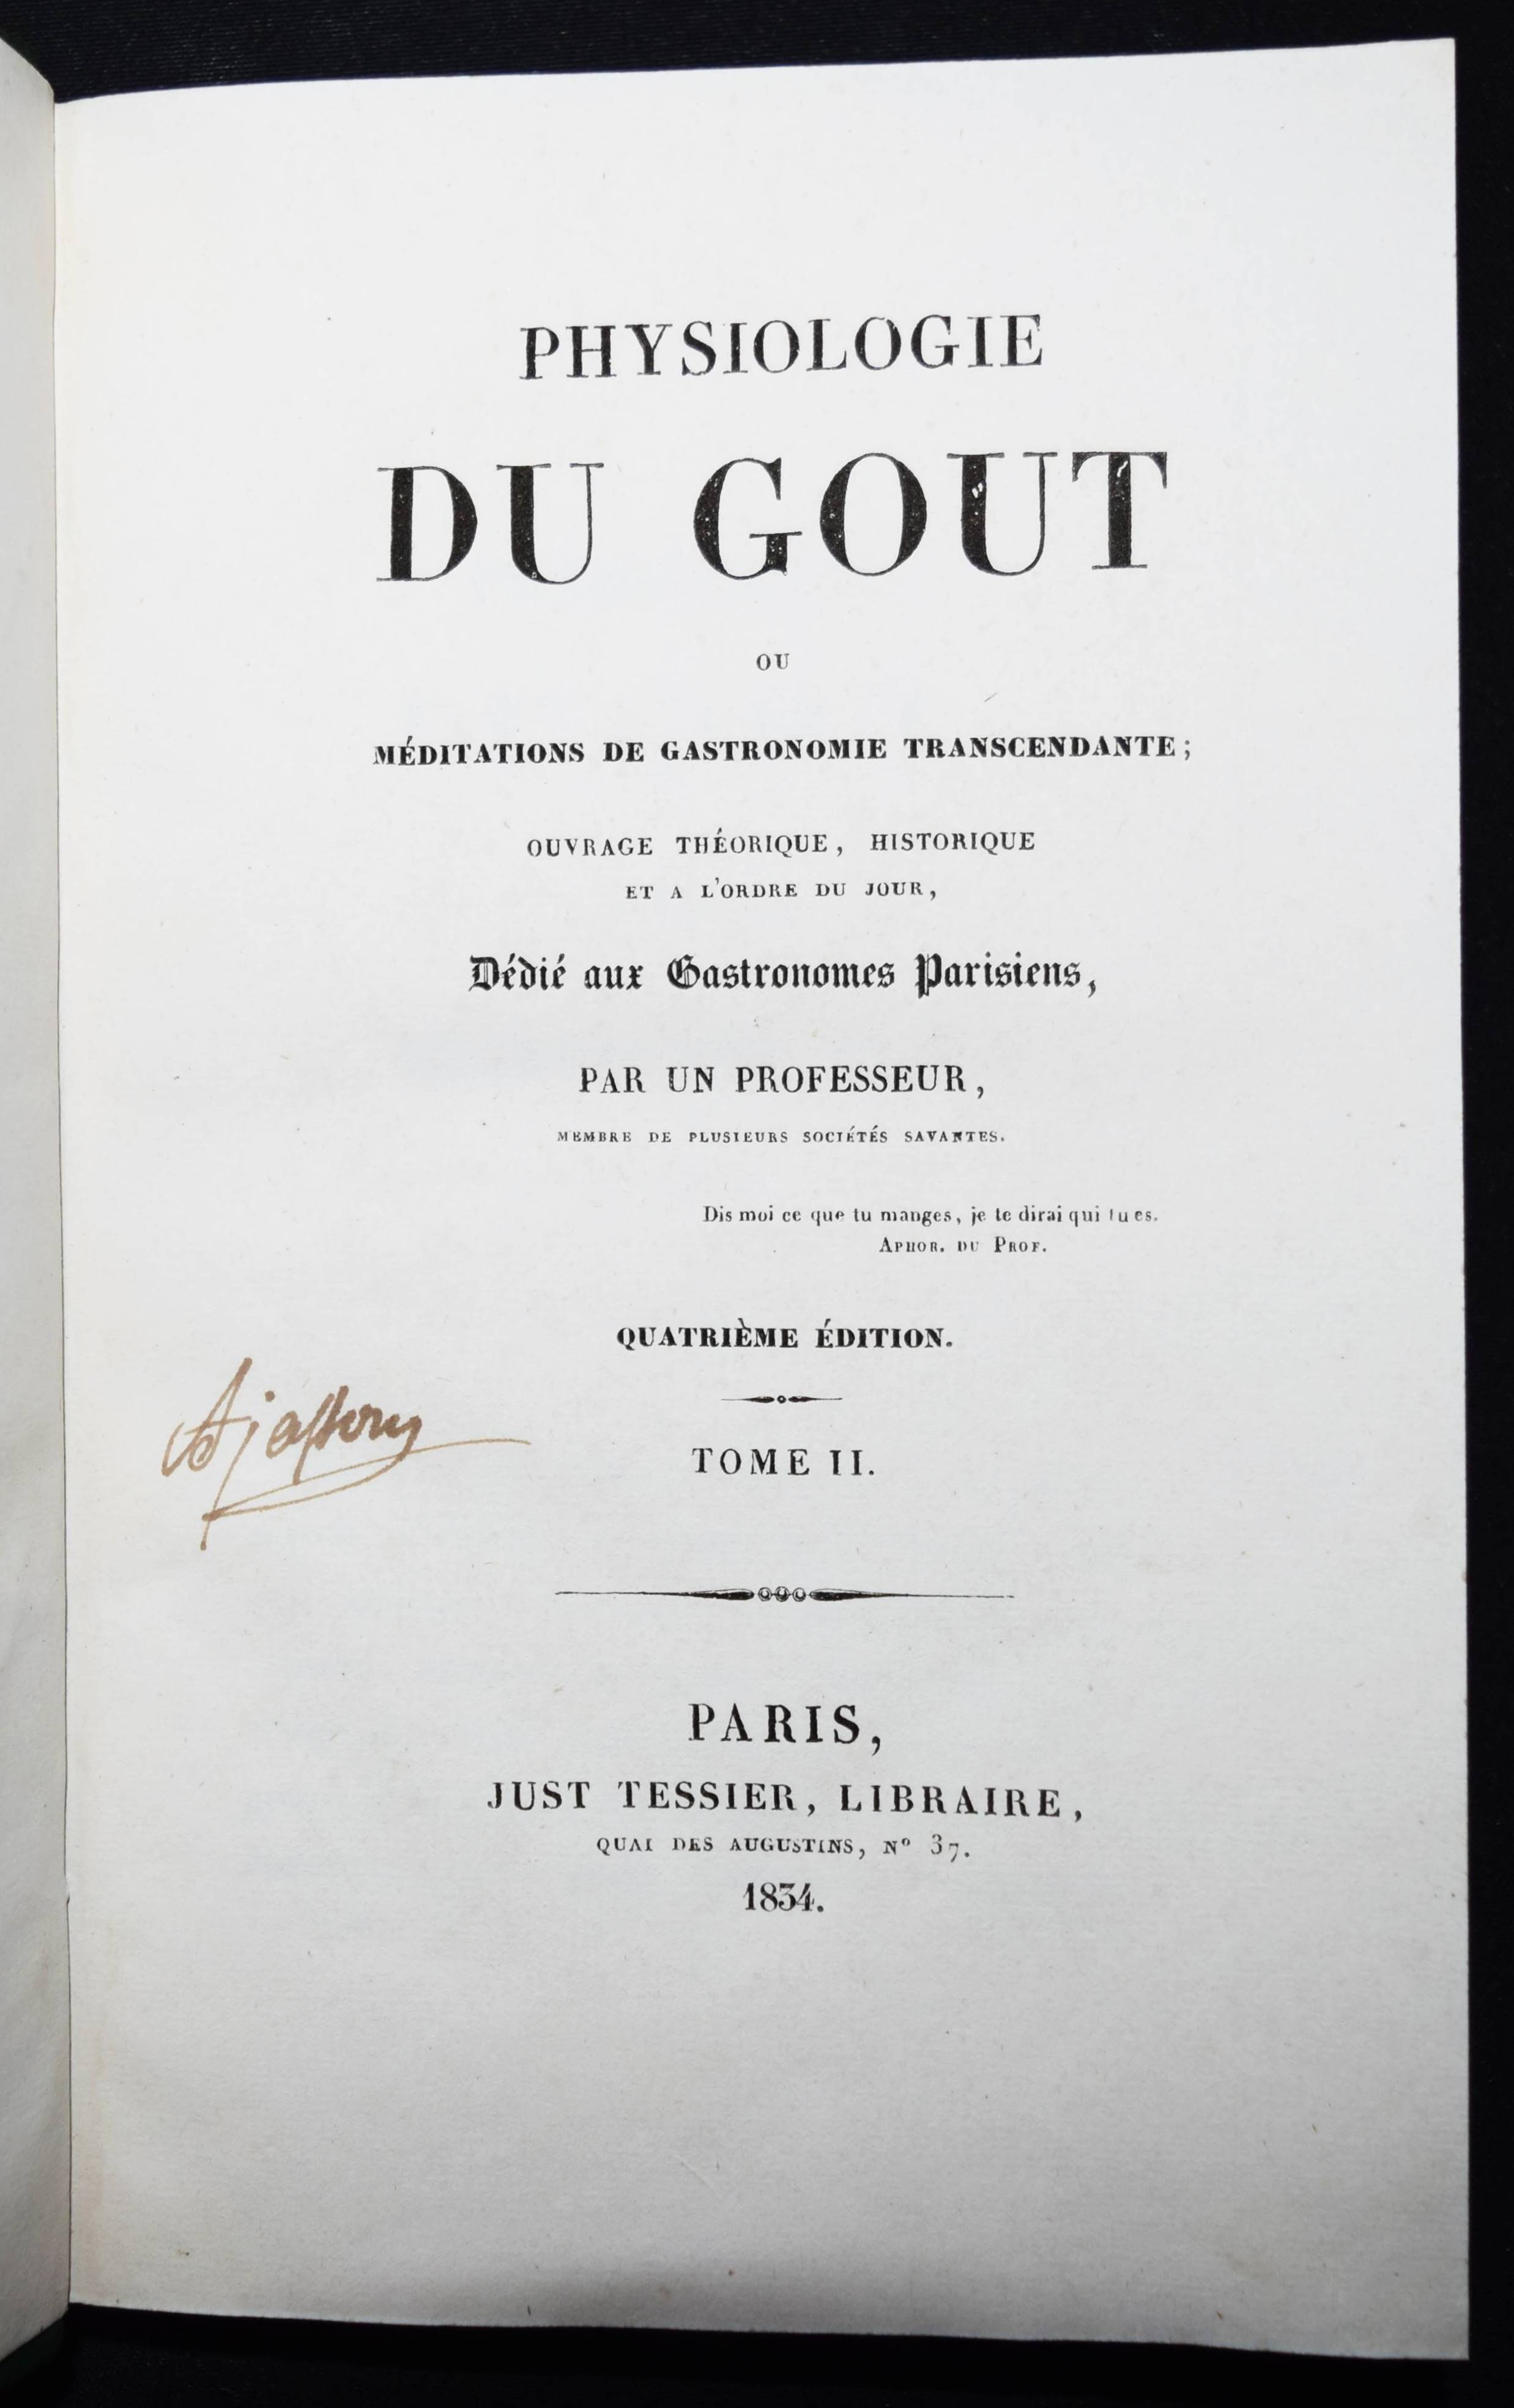 PHYSIOLOGIE
DU GOUT
OU
MÉDITATIONS DE GASTRONOMIE TRANSCENDANTE;
OUVRAGE THÉORIQUE, HISTORIQUE
ET A L'ORDRE DU JOUR,
Dédié aux Gastronomes Parisiens,
PAR UN PROFESSEUR,
MEMBRE DE PLUSIEURS SOCIÉTÉS SAVANTES.
Dis moi ce que tu manges, je te dirai qui tu es.
APHOR. DU PROF.
QUATRIÈME ÉDITION.
TOME II.
PARIS,
JUST TESSIER, LIBRAIRE,
QUAI DES AUGUSTINS, Nº 37.
1834.